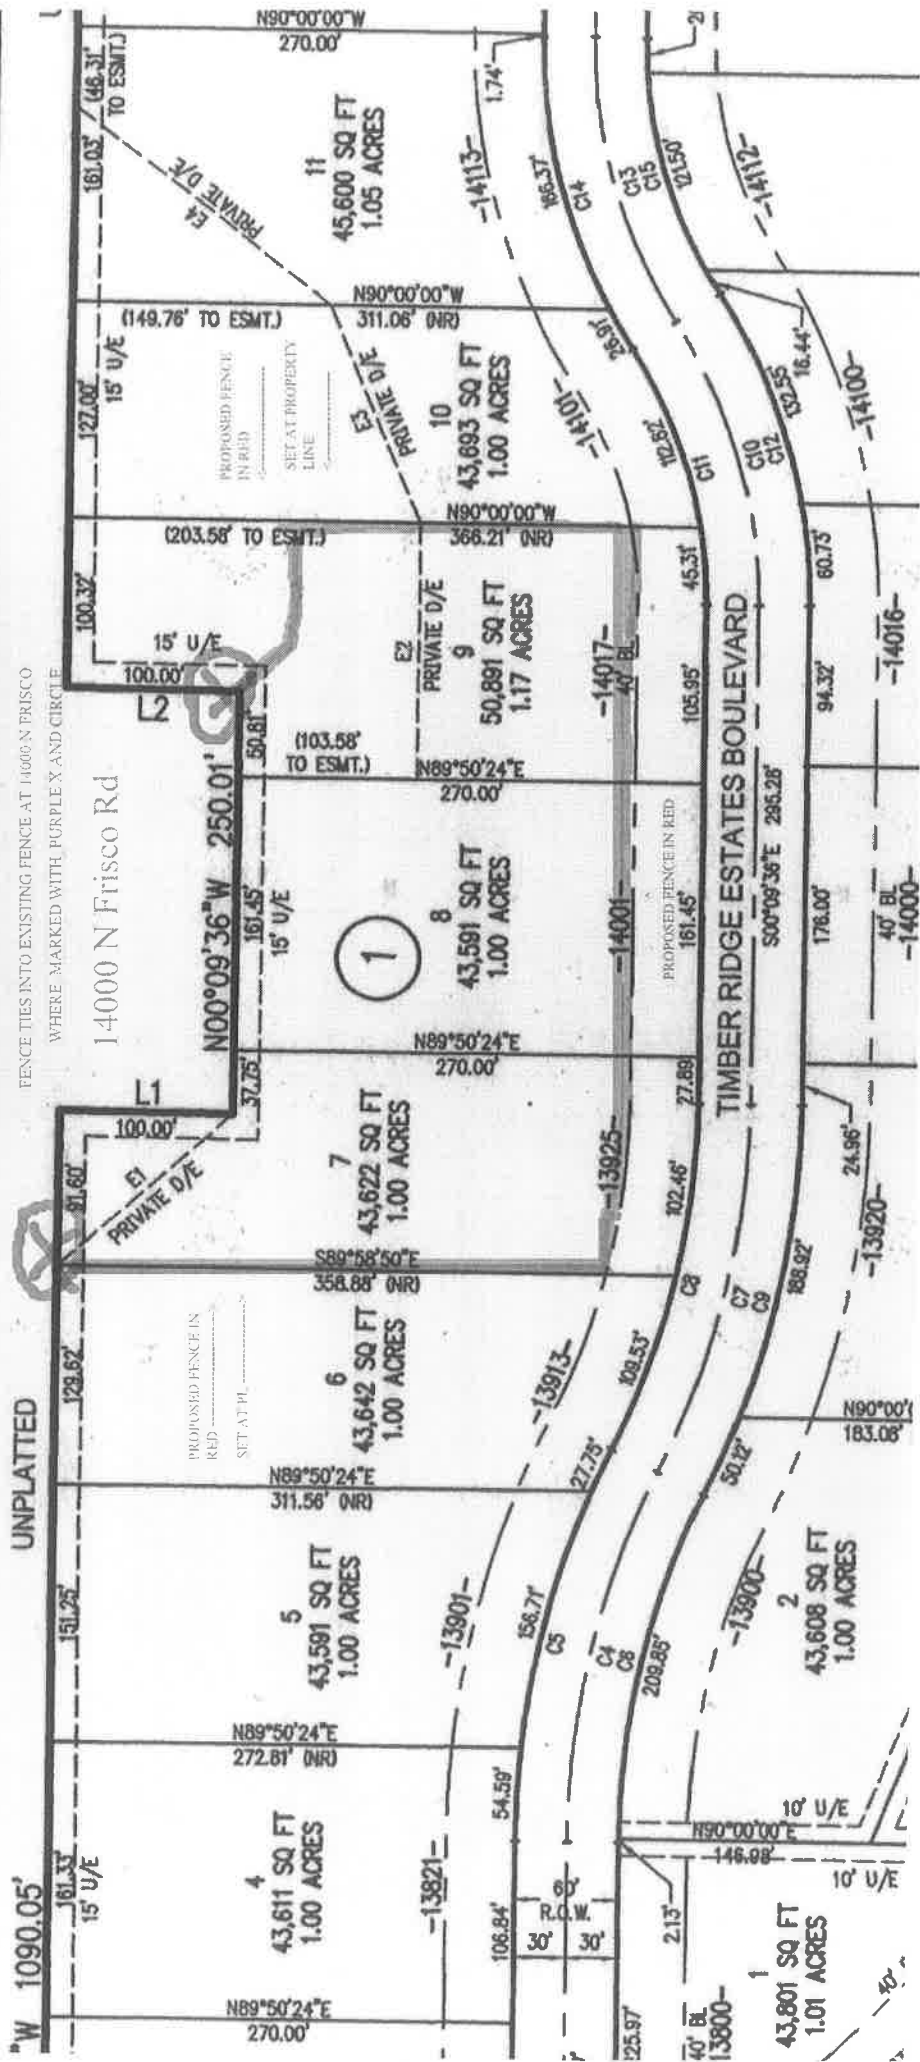 FENCE TIES INTO EXISTING FENCE AT 14000 N FRISCO
WHERE MARKED WITH PURPLE X AND CIRCLE
14000 N Frisco Rd
UNPLATTED
"W 1090.05'
161.33'
15' U/E
151.25'
129.62'
91.60'
E1
PRIVATE D/E
L1
100.00'
37.75'
N00°09'36"W 250.01'
161.45'
15' U/E
50.81'
L2
100.00'
15' U/E
100.32'
127.00'
15' U/E
161.03'
(46.31'
TO ESMT.)
N90°00'00"W
270.00'
11
45,600 SQ FT
1.05 ACRES
E4
PRIVATE D/E
-14113-
1.74'
166.37'
C14
N90°00'00"W
311.06' (NR)
(149.76' TO ESMT.)
PROPOSED FENCE
IN RED
SET AT PROPERTY
LINE
E3
PRIVATE D/E
10
43,693 SQ FT
1.00 ACRES
-14101-
26.91'
112.62'
C11
N90°00'00"W
366.21' (NR)
(203.58' TO ESMT.)
E2
PRIVATE D/E
9
50,891 SQ FT
1.17 ACRES
-14017-
40' BL
45.31'
105.95'
(103.58'
TO ESMT.)
N89°50'24"E
270.00'
1
8
43,591 SQ FT
1.00 ACRES
-14001-
PROPOSED FENCE IN RED
161.45'
N89°50'24"E
270.00'
7
43,622 SQ FT
1.00 ACRES
-13925-
27.89
102.46'
S89°58'50"E
358.88' (NR)
C8
PROPOSED FENCE IN
RED
SET AT PL
6
43,642 SQ FT
1.00 ACRES
-13913-
109.53'
27.75'
N89°50'24"E
311.56' (NR)
5
43,591 SQ FT
1.00 ACRES
-13901-
156.71'
C5
N89°50'24"E
272.81' (NR)
4
43,611 SQ FT
1.00 ACRES
-13821-
54.59'
106.84'
N89°50'24"E
270.00'
60'
R.O.W.
30'
30'
TIMBER RIDGE ESTATES BOULEVARD
S00°09'36"E 295.28'
C13
C15
121.50'
-14112-
16.44'
132.55'
C10
C12
-14100-
60.73'
94.32'
-14016-
176.00'
40' BL
-14000-
24.96'
-13920-
188.92'
C7
C9
N90°00'
183.06'
50.12'
-13900-
2
43,608 SQ FT
1.00 ACRES
209.85'
C4
C6
10' U/E
N90°00'00"E
146.98'
10' U/E
2.13'
1
43,801 SQ FT
1.01 ACRES
40' BL
13800-
125.97'
40'